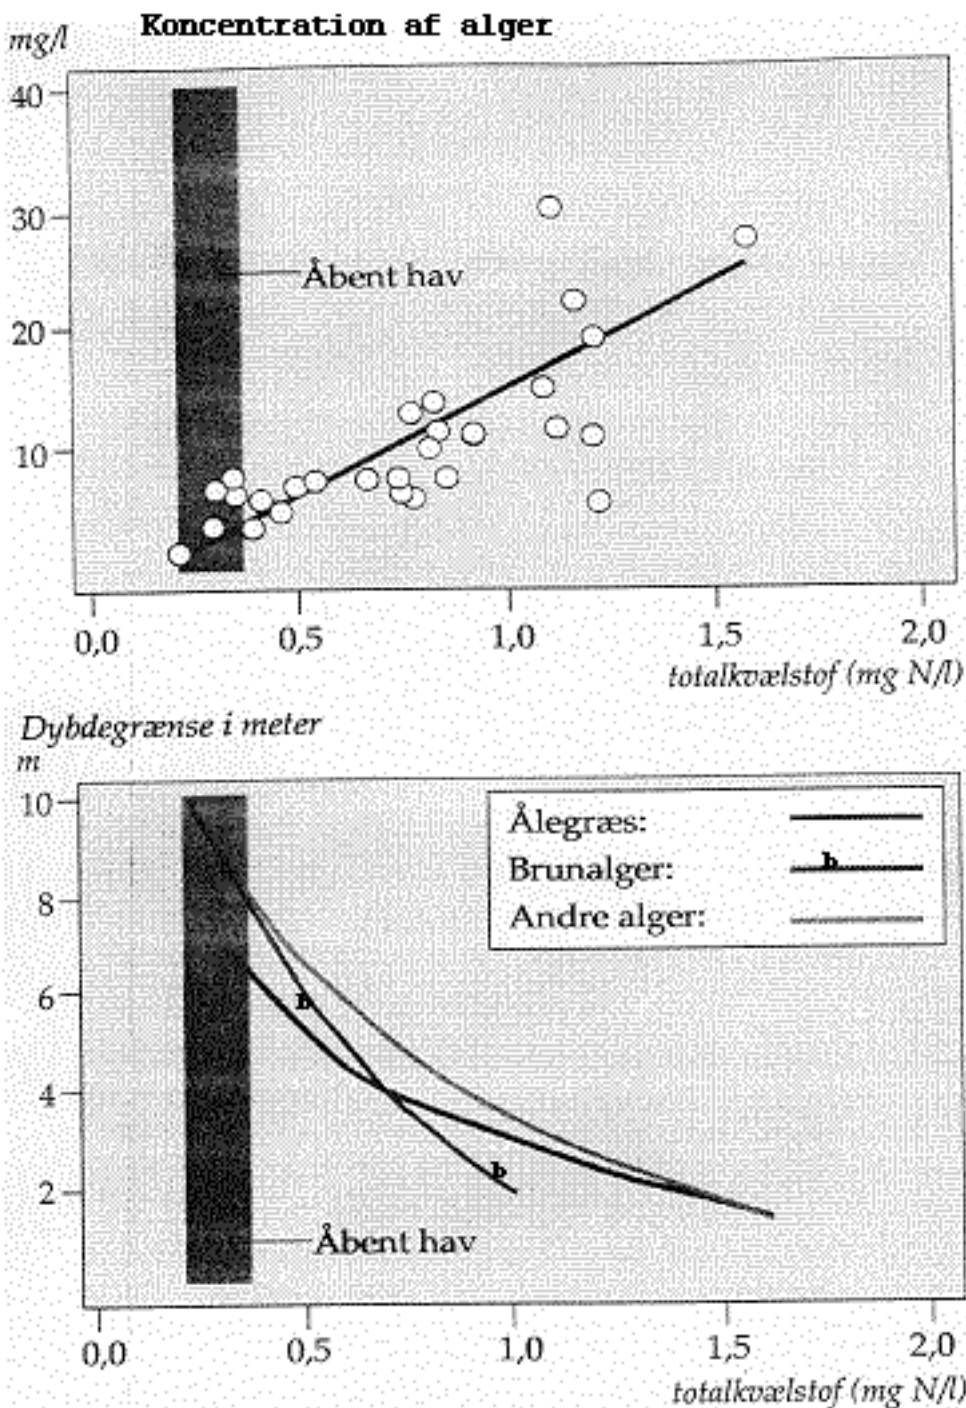 Koncentration af alger
mg/l
40
30
20
10
Åbent hav
0,0 0,5 1,0 1,5 2,0
totalkvælstof (mg N/l)
Dybdegrænse i meter
m
10
8
6
4
2
Ålegræs:
Brunalger: b
Andre alger:
b
b
Åbent hav
0,0 0,5 1,0 1,5 2,0
totalkvælstof (mg N/l)